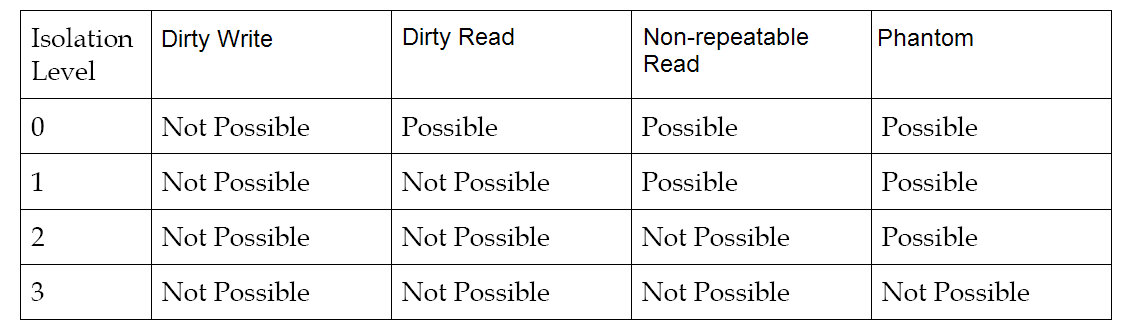 Isolation Level Dirty Write Dirty Read Non-repeatable Read Phantom
0 Not Possible Possible Possible Possible
1 Not Possible Not Possible Possible Possible
2 Not Possible Not Possible Not Possible Possible
3 Not Possible Not Possible Not Possible Not Possible